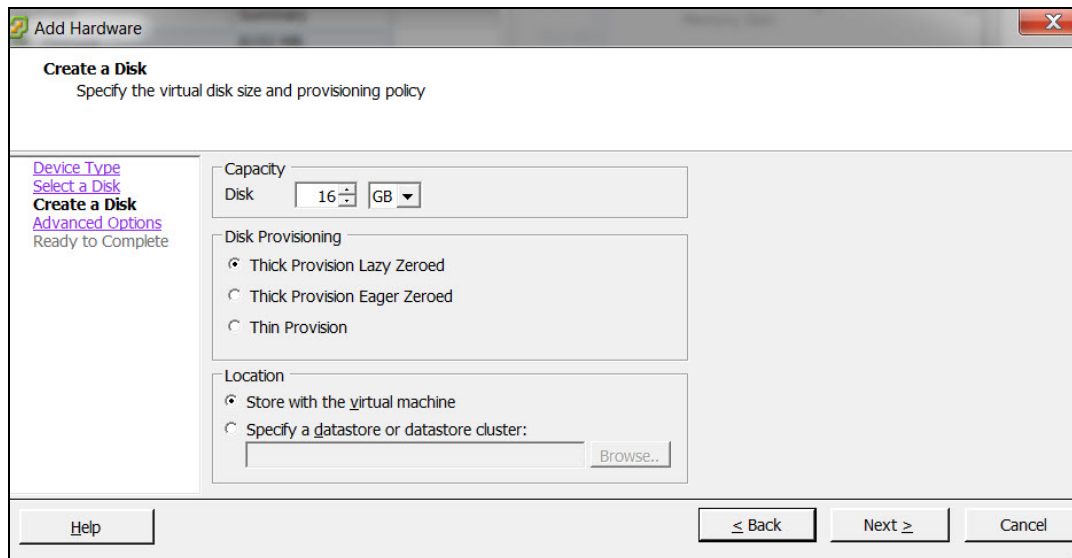 Add Hardware
Create a Disk
Specify the virtual disk size and provisioning policy
Device Type
Select a Disk
Create a Disk
Advanced Options
Ready to Complete
Capacity
Disk 16 GB
Disk Provisioning
Thick Provision Lazy Zeroed
Thick Provision Eager Zeroed
Thin Provision
Location
Store with the virtual machine
Specify a datastore or datastore cluster:
Browse..
Help
< Back
Next >
Cancel